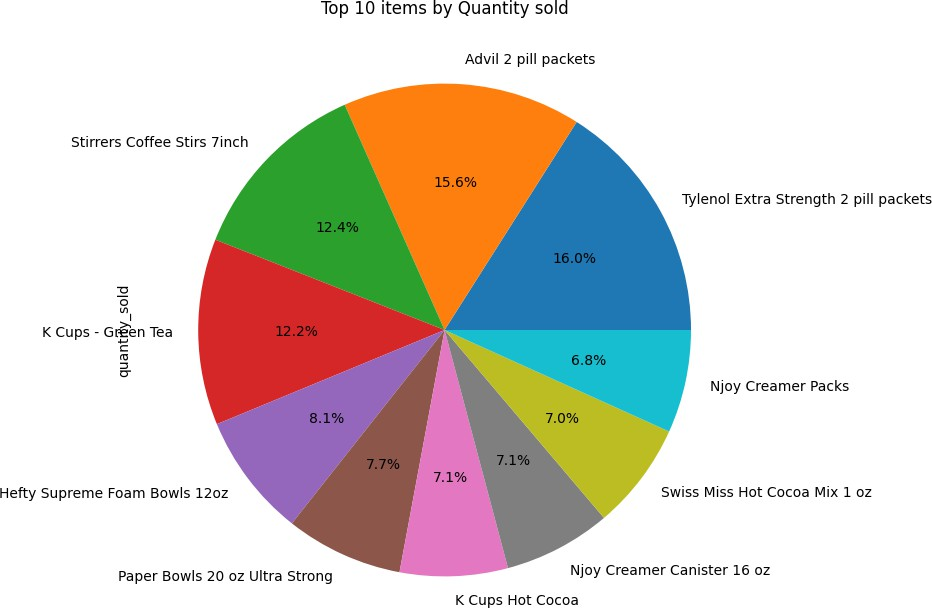 Top 10 items by Quantity sold
Advil 2 pill packets
Stirrers Coffee Stirs 7inch
15.6%
Tylenol Extra Strength 2 pill packets
12.4%
16.0%
quantity_sold
K Cups - Green Tea
12.2%
6.8%
Njoy Creamer Packs
8.1%
7.0%
7.7%
7.1%
7.1%
Hefty Supreme Foam Bowls 12oz
Swiss Miss Hot Cocoa Mix 1 oz
Paper Bowls 20 oz Ultra Strong
Njoy Creamer Canister 16 oz
K Cups Hot Cocoa